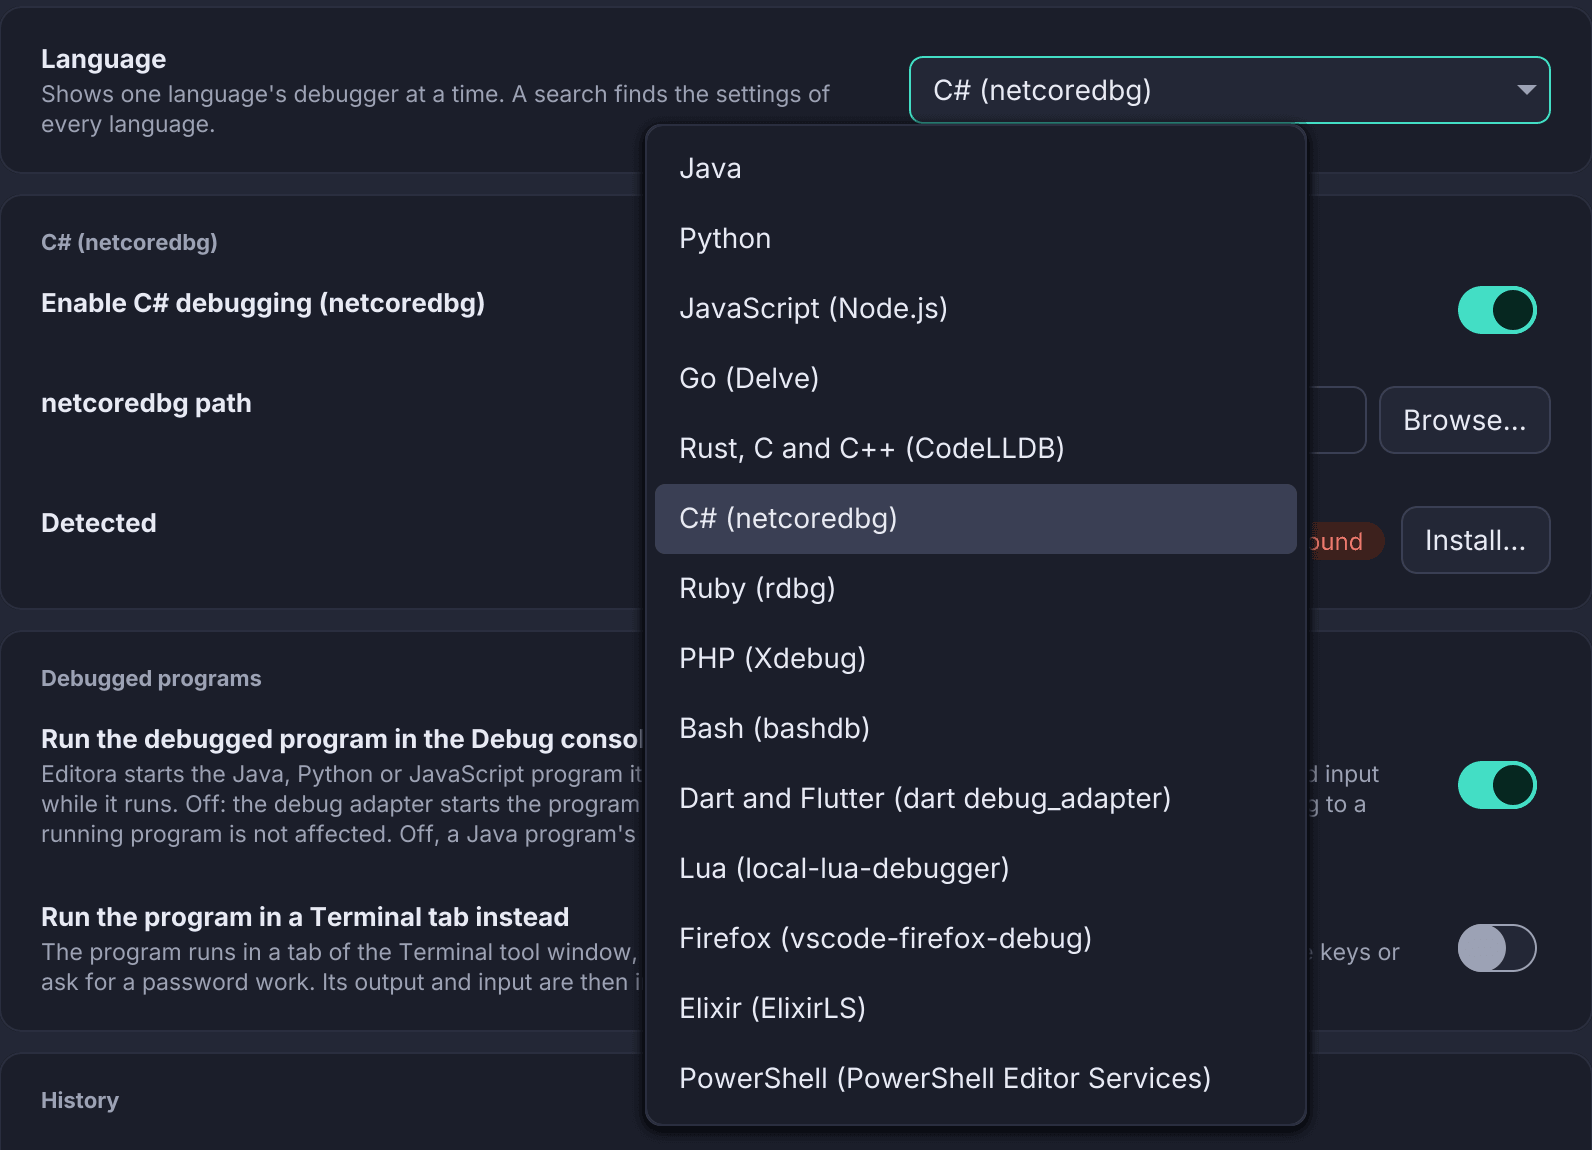 Language
Shows one language's debugger at a time. A search finds the settings of
every language.
C# (netcoredbg)
Java
Python
JavaScript (Node.js)
Go (Delve)
Rust, C and C++ (CodeLLDB)
C# (netcoredbg)
Ruby (rdbg)
PHP (Xdebug)
Bash (bashdb)
Dart and Flutter (dart debug_adapter)
Lua (local-lua-debugger)
Firefox (vscode-firefox-debug)
Elixir (ElixirLS)
PowerShell (PowerShell Editor Services)
C# (netcoredbg)
Enable C# debugging (netcoredbg)
netcoredbg path
Browse...
Detected
Install...
Debugged programs
Run the debugged program in the Debug
Editora starts the Java, Python or JavaScript program
input
while it runs. Off: the debug adapter starts the program
to a
running program is not affected. Off, a Java program's
Run the program in a Terminal tab instead
The program runs in a tab of the Terminal tool window,
keys or
ask for a password work. Its output and input are then
History